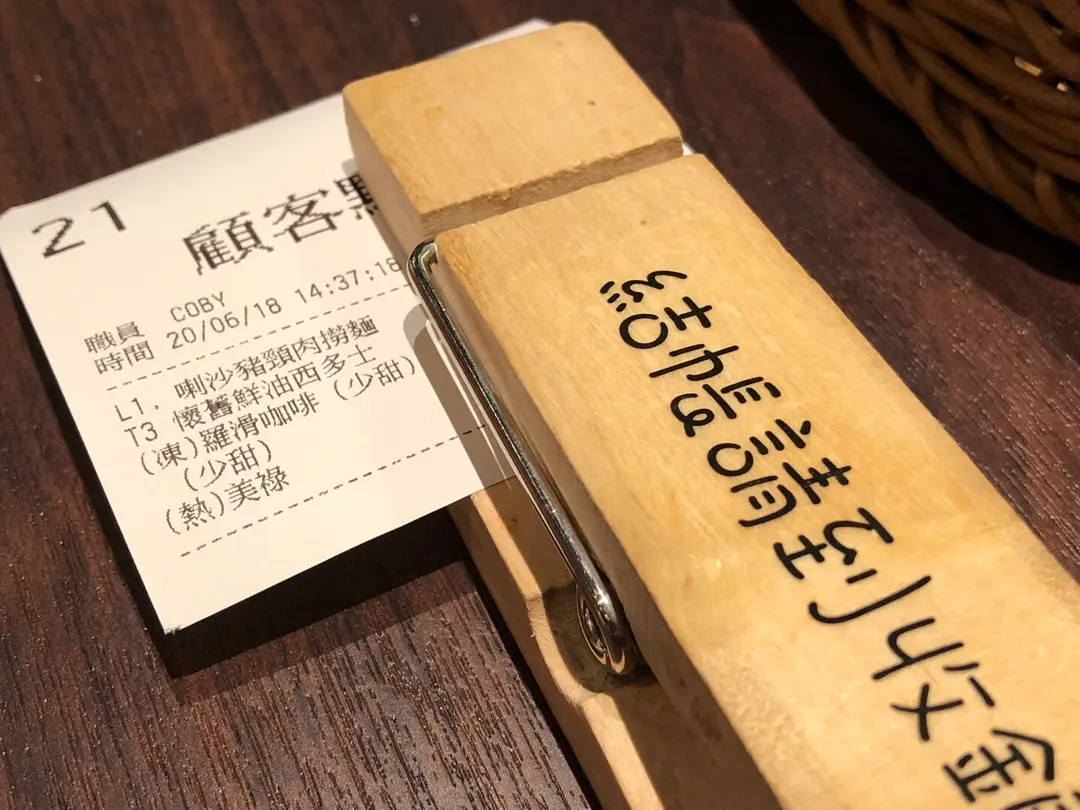 21
顧客點
職員 COBY
時間 20/06/18 14:37:18
L1. 喇沙豬頸肉撈麵
T3 懷舊鮮油西多士
(凍)羅滑咖啡 (少甜)
(少甜)
(熱)美祿
結帳請到收銀